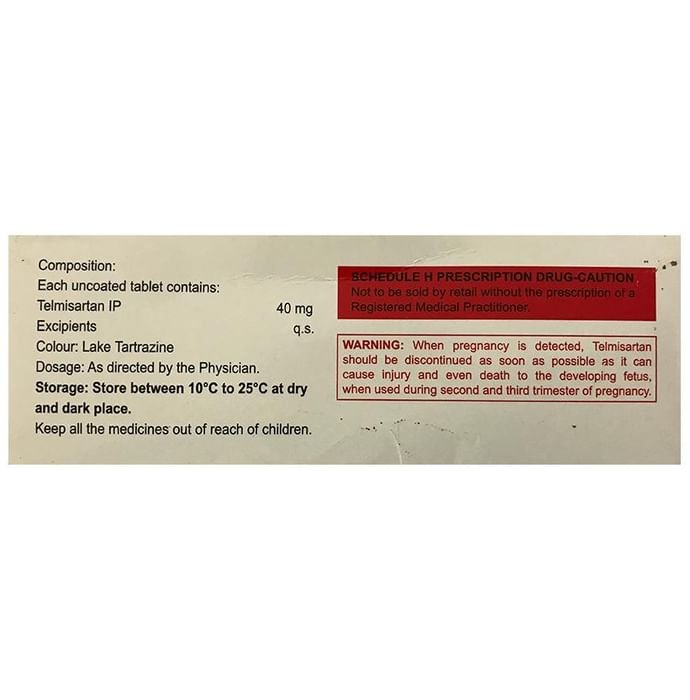 Composition:
Each uncoated tablet contains:
Telmisartan IP 40 mg
Excipients q.s.
Colour: Lake Tartrazine
Dosage: As directed by the Physician.
Storage: Store between 10°C to 25°C at dry
and dark place.
Keep all the medicines out of reach of children.
SCHEDULE H PRESCRIPTION DRUG-CAUTION
Not to be sold by retail without the prescription of a
Registered Medical Practitioner.
WARNING: When pregnancy is detected, Telmisartan
should be discontinued as soon as possible as it can
cause injury and even death to the developing fetus,
when used during second and third trimester of pregnancy.